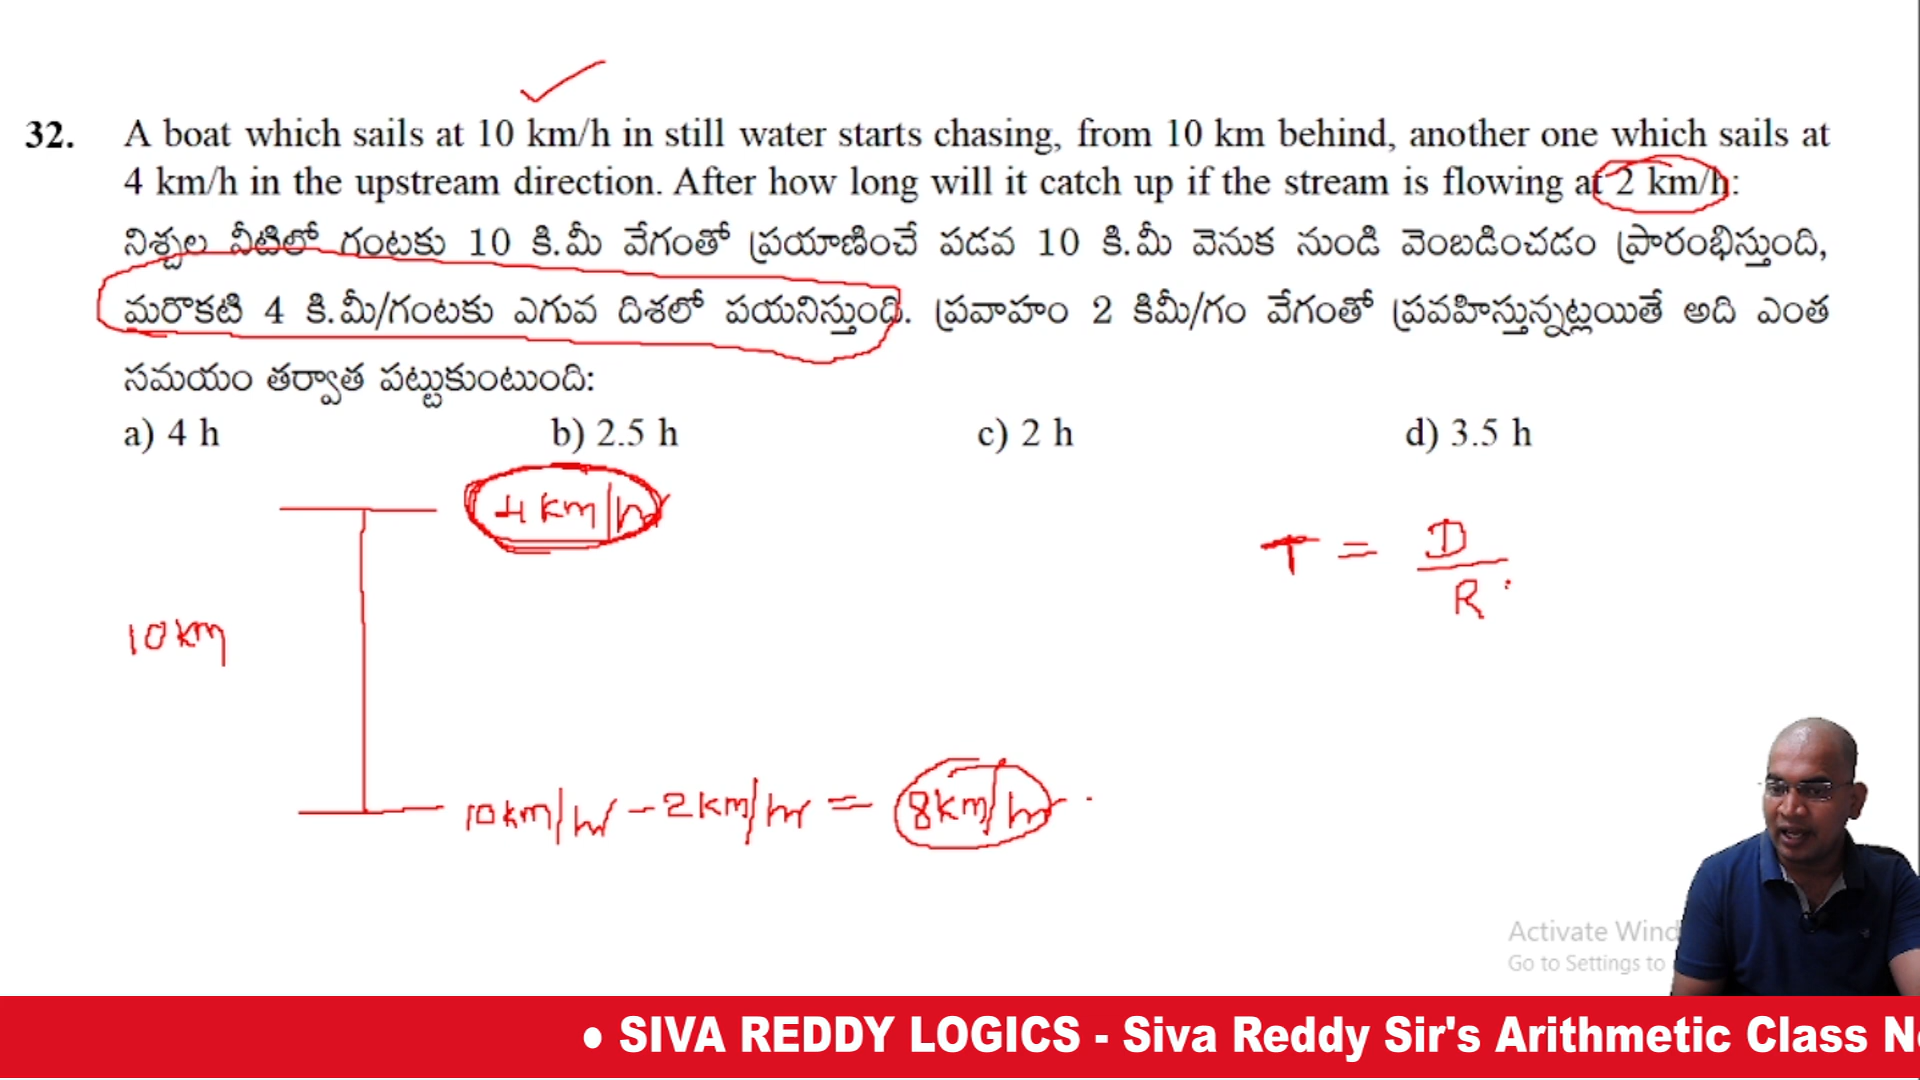 32. A boat which sails at 10 km/h in still water starts chasing, from 10 km behind, another one which sails at
4 km/h in the upstream direction. After how long will it catch up if the stream is flowing at 2 km/h:
నిశ్చల నీటిలో గంటకు 10 కి.మీ వేగంతో ప్రయాణించే పడవ 10 కి.మీ వెనుక నుండి వెంబడించడం ప్రారంభిస్తుంది,
మరొకటి 4 కి.మీ/గంటకు ఎగువ దిశలో పయనిస్తుంది. ప్రవాహం 2 కిమీ/గం వేగంతో ప్రవహిస్తున్నట్లయితే అది ఎంత
సమయం తర్వాత పట్టుకుంటుంది:
a) 4 h b) 2.5 h c) 2 h d) 3.5 h
4 km/hr
T = D/R.
10 km
10 km/hr - 2 km/hr = 8 km/hr
Activate Wind
Go to Settings to
• SIVA REDDY LOGICS - Siva Reddy Sir's Arithmetic Class